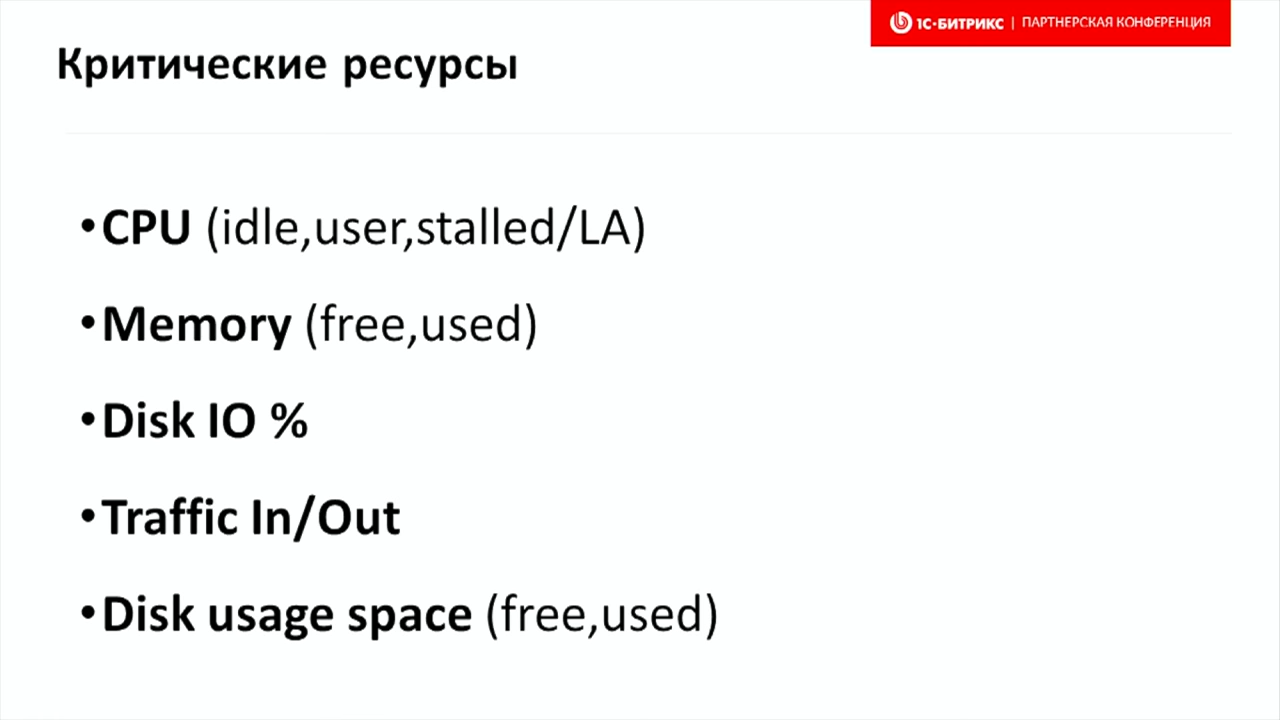 1С-БИТРИКС | ПАРТНЕРСКАЯ КОНФЕРЕНЦИЯ
Критические ресурсы
•CPU (idle,user,stalled/LA)
•Memory (free,used)
•Disk IO %
•Traffic In/Out
•Disk usage space (free,used)